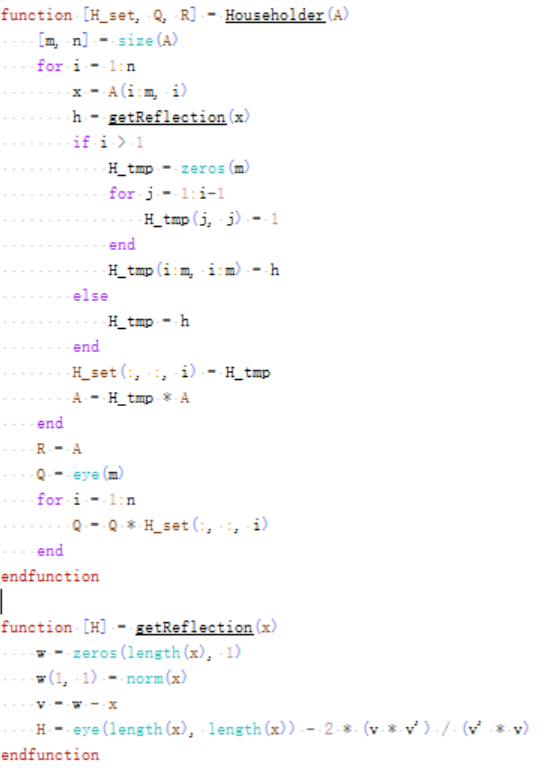 function [H_set, Q, R] = Householder(A)
    [m, n] = size(A)
    for i = 1:n
        x = A(i:m, i)
        h = getReflection(x)
        if i > 1
            H_tmp = zeros(m)
            for j = 1:i-1
                H_tmp(j, j) = 1
            end
            H_tmp(i:m, i:m) = h
        else
            H_tmp = h
        end
        H_set(:, :, i) = H_tmp
        A = H_tmp * A
    end
    R = A
    Q = eye(m)
    for i = 1:n
        Q = Q * H_set(:, :, i)
    end
endfunction
function [H] = getReflection(x)
    w = zeros(length(x), 1)
    w(1, 1) = norm(x)
    v = w - x
    H = eye(length(x), length(x)) - 2 * (v * v') / (v' * v)
endfunction